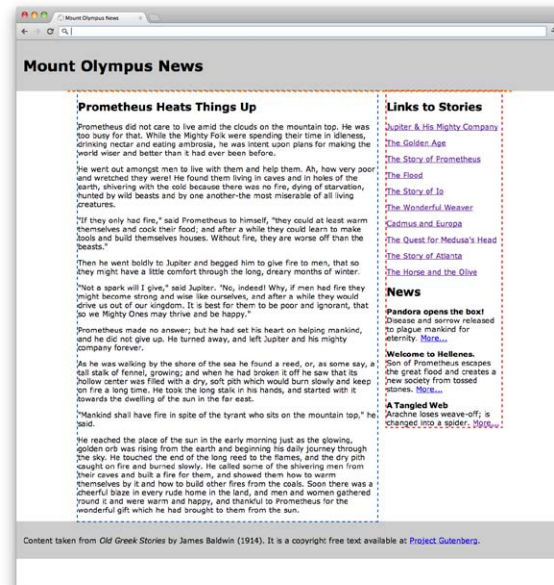 Mount Olympus News
Mount Olympus News
Prometheus Heats Things Up
Prometheus did not care to live amid the clouds on the mountain top. He was
too busy for that. While the Mighty Folk were spending their time in idleness,
drinking nectar and eating ambrosia, he was intent upon plans for making the
world wiser and better than it had ever been before.
He went out amongst men to live with them and help them. Ah, how very poor
and wretched they were! He found them living in caves and in holes of the
earth, shivering with the cold because there was no fire, dying of starvation,
hunted by wild beasts and by one another-the most miserable of all living
creatures.
"If they only had fire," said Prometheus to himself, "they could at least warm
themselves and cook their food; and after a while they could learn to make
tools and build themselves houses. Without fire, they are worse off than the
beasts."
Then he went boldly to Jupiter and begged him to give fire to men, that so
they might have a little comfort through the long, dreary months of winter.
"Not a spark will I give," said Jupiter. "No, indeed! Why, if men had fire they
might become strong and wise like ourselves, and after a while they would
drive us out of our kingdom. It is best for them to be poor and ignorant, that
so we Mighty Ones may thrive and be happy."
Prometheus made no answer; but he had set his heart on helping mankind,
and he did not give up. He turned away, and left Jupiter and his mighty
company forever.
As he was walking by the shore of the sea he found a reed, or, as some say, a
tall stalk of fennel, growing; and when he had broken it off he saw that its
hollow center was filled with a dry, soft pith which would burn slowly and keep
on fire a long time. He took the long stalk in his hands, and started with it
towards the dwelling of the sun in the far east.
"Mankind shall have fire in spite of the tyrant who sits on the mountain top," he
said.
He reached the place of the sun in the early morning just as the glowing,
golden orb was rising from the earth and beginning his daily journey through
the sky. He touched the end of the long reed to the flames, and the dry pith
caught on fire and burned slowly. He called some of the shivering men from
their caves and built a fire for them, and showed them how to warm
themselves by it and how to build other fires from the coals. Soon there was a
cheerful blaze in every rude home in the land, and men and women gathered
round it and were warm and happy, and thankful to Prometheus for the
wonderful gift which he had brought to them from the sun.
Links to Stories
Jupiter & His Mighty Company
The Golden Age
The Story of Prometheus
The Flood
The Story of Io
The Wonderful Weaver
Cadmus and Europa
The Quest for Medusa's Head
The Story of Atlanta
The Horse and the Olive
News
Pandora opens the box!
Disease and sorrow released
to plague mankind for
eternity. More...
Welcome to Hellenes.
Son of Prometheus escapes
the great flood and creates a
new society from tossed
stones. More...
A Tangled Web
Arachne loses weave-off; is
changed into a spider. More...
Content taken from Old Greek Stories by James Baldwin (1914). It is a copyright free text available at Project Gutenberg.